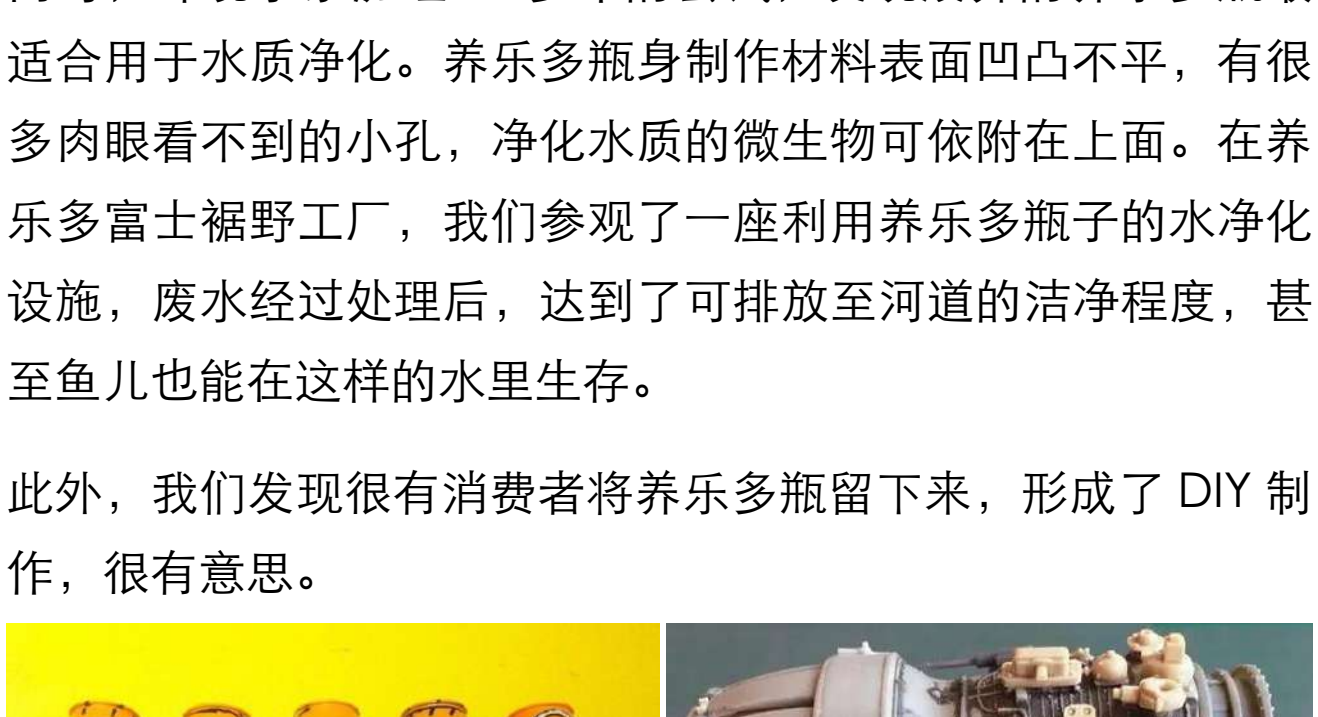 适合用于水质净化。养乐多瓶身制作材料表面凹凸不平，有很
多肉眼看不到的小孔，净化水质的微生物可依附在上面。在养
乐多富士裾野工厂，我们参观了一座利用养乐多瓶子的水净化
设施，废水经过处理后，达到了可排放至河道的洁净程度，甚
至鱼儿也能在这样的水里生存。
此外，我们发现很有消费者将养乐多瓶留下来，形成了 DIY 制
作，很有意思。